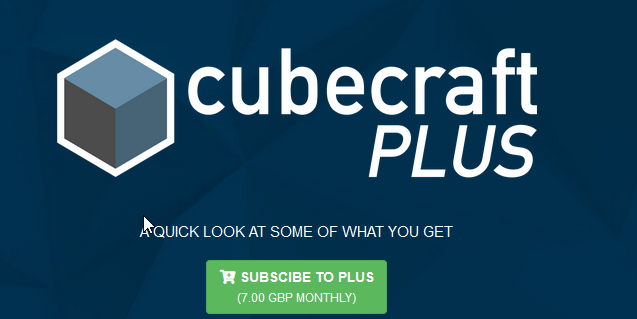 cubecraft
PLUS
A QUICK LOOK AT SOME OF WHAT YOU GET
SUBSCIBE TO PLUS
(7.00 GBP MONTHLY)